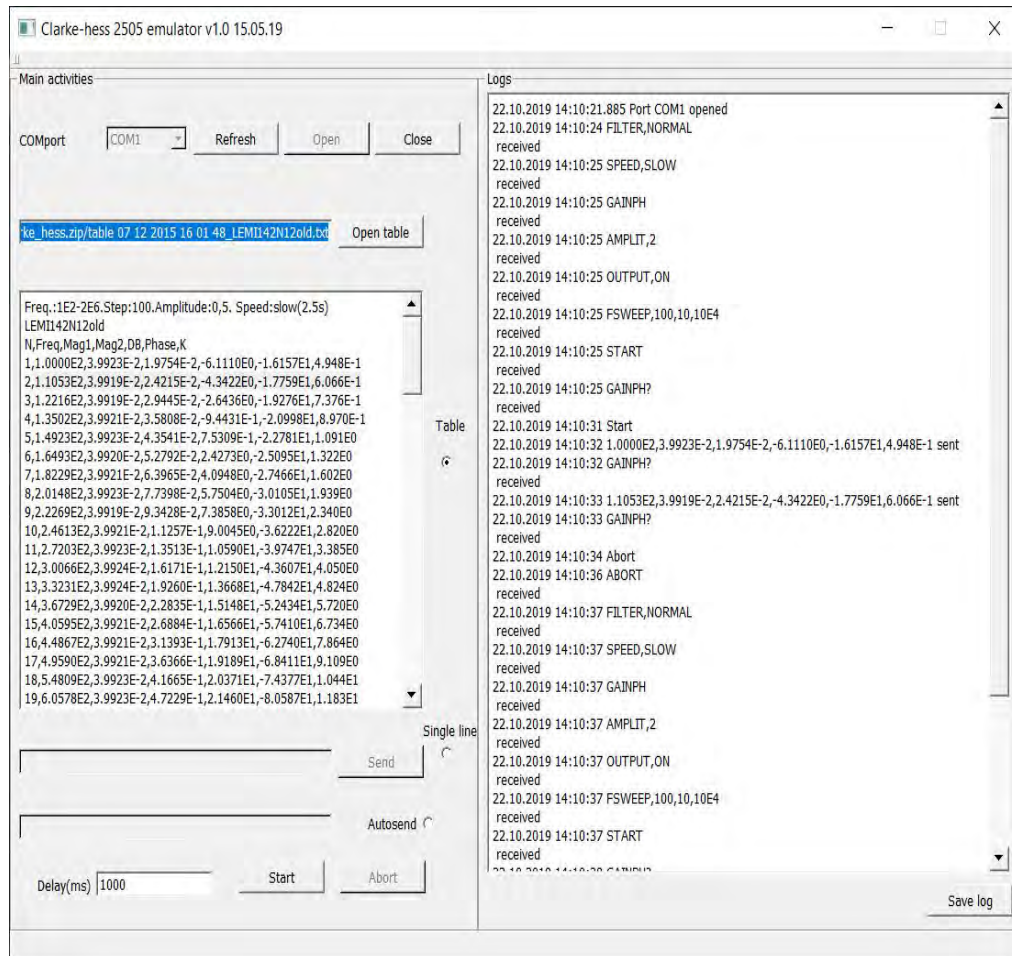 Clarke-hess 2505 emulator v1.0 15.05.19
Main activities
COMport
COM1
Refresh
Open
Close
ke_hess.zip/table 07 12 2015 16 01 48_LEMI142N12old.txt
Open table
Freq.:1E2-2E6.Step:100.Amplitude:0,5. Speed:slow(2.5s)
LEMI142N12old
N,Freq,Mag1,Mag2,DB,Phase,K
1,1.0000E2,3.9923E-2,1.9754E-2,-6.1110E0,-1.6157E1,4.948E-1
2,1.1053E2,3.9919E-2,2.4215E-2,-4.3422E0,-1.7759E1,6.066E-1
3,1.2216E2,3.9919E-2,2.9445E-2,-2.6436E0,-1.9276E1,7.376E-1
4,1.3502E2,3.9921E-2,3.5808E-2,-9.4431E-1,-2.0998E1,8.970E-1
5,1.4923E2,3.9923E-2,4.3541E-2,7.5309E-1,-2.2781E1,1.091E0
6,1.6493E2,3.9920E-2,5.2792E-2,2.4273E0,-2.5095E1,1.322E0
7,1.8229E2,3.9921E-2,6.3965E-2,4.0948E0,-2.7466E1,1.602E0
8,2.0148E2,3.9923E-2,7.7398E-2,5.7504E0,-3.0105E1,1.939E0
9,2.2269E2,3.9919E-2,9.3428E-2,7.3858E0,-3.3012E1,2.340E0
10,2.4613E2,3.9921E-2,1.1257E-1,9.0045E0,-3.6222E1,2.820E0
11,2.7203E2,3.9923E-2,1.3513E-1,1.0590E1,-3.9747E1,3.385E0
12,3.0066E2,3.9924E-2,1.6171E-1,1.2150E1,-4.3607E1,4.050E0
13,3.3231E2,3.9924E-2,1.9260E-1,1.3668E1,-4.7842E1,4.824E0
14,3.6729E2,3.9920E-2,2.2835E-1,1.5148E1,-5.2434E1,5.720E0
15,4.0595E2,3.9921E-2,2.6884E-1,1.6566E1,-5.7410E1,6.734E0
16,4.4867E2,3.9921E-2,3.1393E-1,1.7913E1,-6.2740E1,7.864E0
17,4.9590E2,3.9921E-2,3.6366E-1,1.9189E1,-6.8411E1,9.109E0
18,5.4809E2,3.9923E-2,4.1665E-1,2.0371E1,-7.4377E1,1.044E1
19,6.0578E2,3.9923E-2,4.7229E-1,2.1460E1,-8.0587E1,1.183E1
Table
Single line
Send
Autosend
Delay(ms)
1000
Start
Abort
Logs
22.10.2019 14:10:21.885 Port COM1 opened
22.10.2019 14:10:24 FILTER,NORMAL
received
22.10.2019 14:10:25 SPEED,SLOW
received
22.10.2019 14:10:25 GAINPH
received
22.10.2019 14:10:25 AMPLIT,2
received
22.10.2019 14:10:25 OUTPUT,ON
received
22.10.2019 14:10:25 FSWEEP,100,10,10E4
received
22.10.2019 14:10:25 START
received
22.10.2019 14:10:25 GAINPH?
received
22.10.2019 14:10:31 Start
22.10.2019 14:10:32 1.0000E2,3.9923E-2,1.9754E-2,-6.1110E0,-1.6157E1,4.948E-1 sent
22.10.2019 14:10:32 GAINPH?
received
22.10.2019 14:10:33 1.1053E2,3.9919E-2,2.4215E-2,-4.3422E0,-1.7759E1,6.066E-1 sent
22.10.2019 14:10:33 GAINPH?
received
22.10.2019 14:10:34 Abort
22.10.2019 14:10:36 ABORT
received
22.10.2019 14:10:37 FILTER,NORMAL
received
22.10.2019 14:10:37 SPEED,SLOW
received
22.10.2019 14:10:37 GAINPH
received
22.10.2019 14:10:37 AMPLIT,2
received
22.10.2019 14:10:37 OUTPUT,ON
received
22.10.2019 14:10:37 FSWEEP,100,10,10E4
received
22.10.2019 14:10:37 START
received
Save log